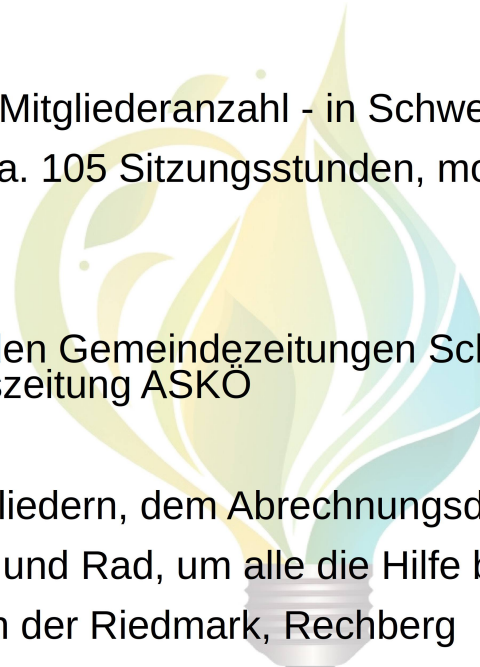 Mitgliederanzahl - in Schwe
a. 105 Sitzungsstunden, mo
den Gemeindezeitungen Sch
szeitung ASKÖ
liedern, dem Abrechnungsd
und Rad, um alle die Hilfe b
n der Riedmark, Rechberg